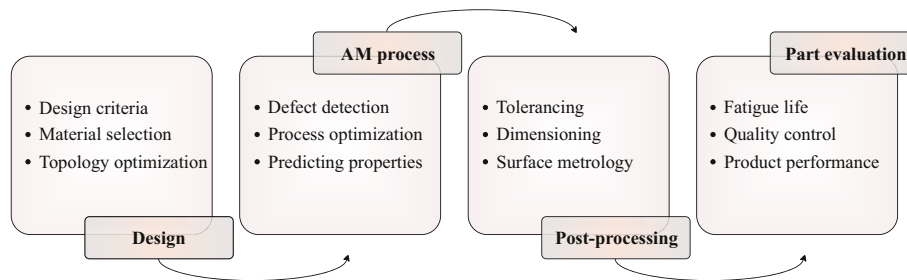 Design criteria
Material selection
Topology optimization
Design
AM process
Defect detection
Process optimization
Predicting properties
Tolerancing
Dimensioning
Surface metrology
Post-processing
Part evaluation
Fatigue life
Quality control
Product performance